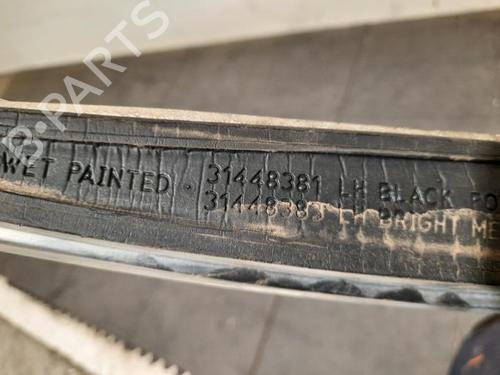 B-PARTS
WET PAINTED 31448381 LH BLACK PO
31448383 LH BRIGHT ME